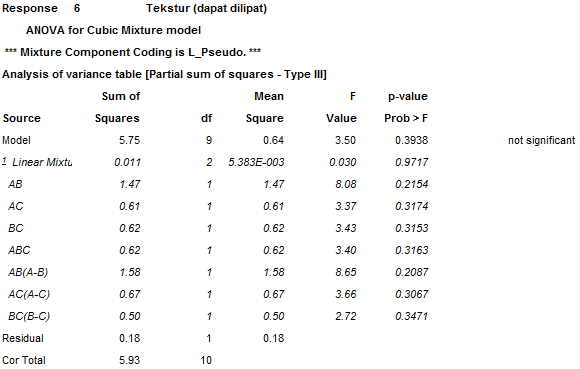 Response 6 Tekstur (dapat dilipat)
ANOVA for Cubic Mixture model
*** Mixture Component Coding is L_Pseudo. ***
Analysis of variance table [Partial sum of squares - Type III]
Sum of Mean F p-value
Source Squares df Square Value Prob > F
Model 5.75 9 0.64 3.50 0.3938 not significant
1 Linear Mixtu 0.011 2 5.383E-003 0.030 0.9717
AB 1.47 1 1.47 8.08 0.2154
AC 0.61 1 0.61 3.37 0.3174
BC 0.62 1 0.62 3.43 0.3153
ABC 0.62 1 0.62 3.40 0.3163
AB(A-B) 1.58 1 1.58 8.65 0.2087
AC(A-C) 0.67 1 0.67 3.66 0.3067
BC(B-C) 0.50 1 0.50 2.72 0.3471
Residual 0.18 1 0.18
Cor Total 5.93 10